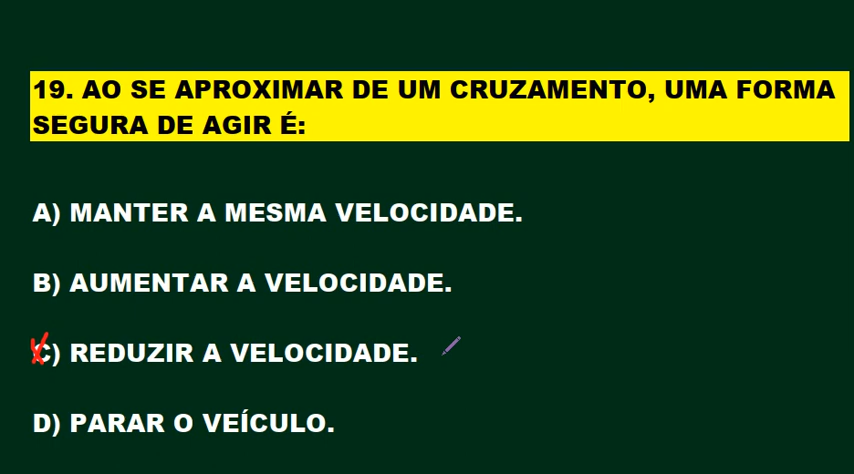 19. AO SE APROXIMAR DE UM CRUZAMENTO, UMA FORMA
SEGURA DE AGIR É:
A) MANTER A MESMA VELOCIDADE.
B) AUMENTAR A VELOCIDADE.
C) REDUZIR A VELOCIDADE.
D) PARAR O VEÍCULO.